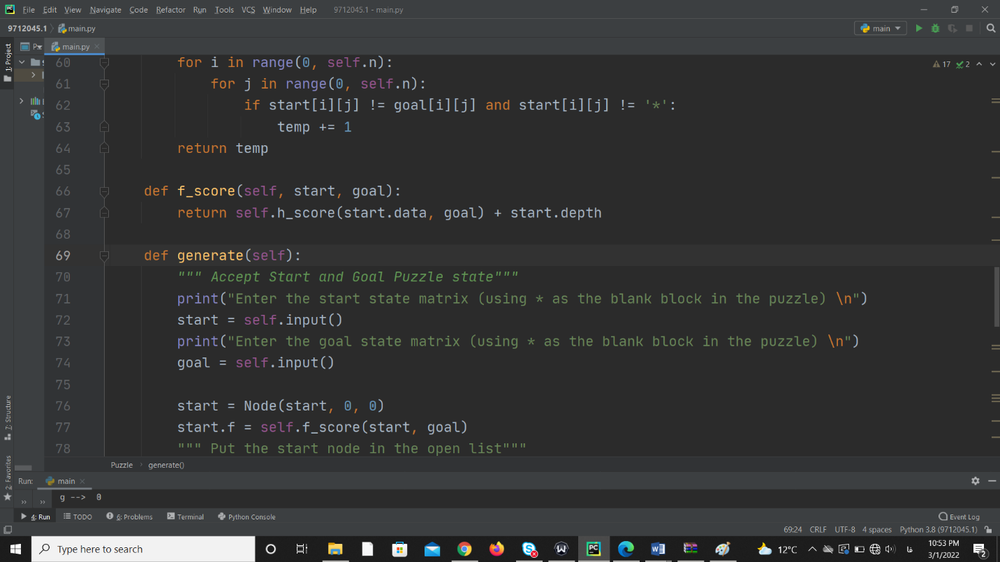 File Edit View Navigate Code Refactor Run Tools VCS Window Help 9712045.1 - main.py
9712045.1 main.py main
1: Project
main.py
60 for i in range(0, self.n):
17 2
61 for j in range(0, self.n):
62 if start[i][j] != goal[i][j] and start[i][j] != '*':
63 temp += 1
64 return temp
65
66 def f_score(self, start, goal):
67 return self.h_score(start.data, goal) + start.depth
68
69 def generate(self):
70 """ Accept Start and Goal Puzzle state"""
71 print("Enter the start state matrix (using * as the blank block in the puzzle) \n")
72 start = self.input()
73 print("Enter the goal state matrix (using * as the blank block in the puzzle) \n")
74 goal = self.input()
75
76 start = Node(start, 0, 0)
77 start.f = self.f_score(start, goal)
78 """ Put the start node in the open list"""
Z: Structure
2: Favorites
Puzzle generate()
Run: main
g --> 0
4: Run TODO 6: Problems Terminal Python Console Event Log
69:24 CRLF UTF-8 4 spaces Python 3.8 (9712045.1)
Type here to search
12°C
فا
10:53 PM
3/1/2022
2